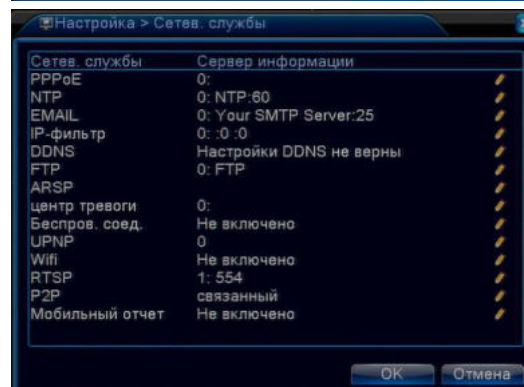 Настройка > Сетев. службы
Сетев. службы Сервер информации
PPPoE 0:
NTP 0: NTP:60
EMAIL 0: Your SMTP Server:25
IP-фильтр 0: :0 :0
DDNS Настройки DDNS не верны
FTP 0: FTP
ARSP
центр тревоги 0:
Беспров. соед. Не включено
UPNP 0
Wifi Не включено
RTSP 1: 554
P2P связанный
Мобильный отчет Не включено
OK Отмена